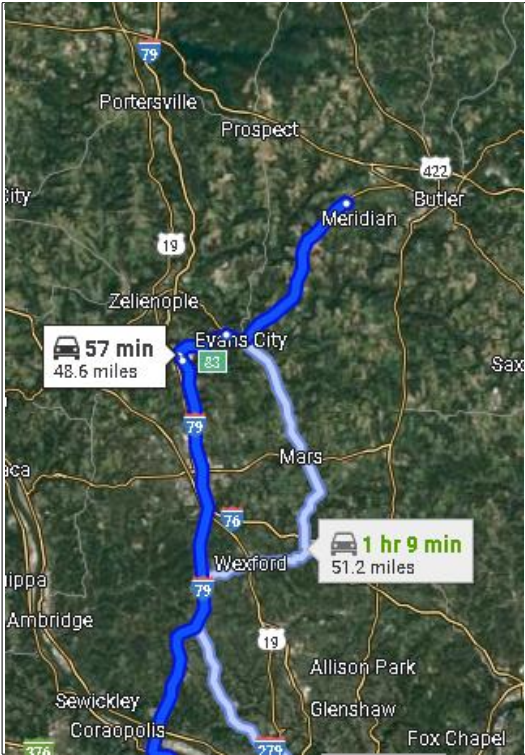 79
Portersville
Prospect
422
City
Butler
Meridian
19
Zelienople
Evans City
57 min
48.6 miles
83
Sax
79
Mars
aca
76
1 hr 9 min
51.2 miles
Wexford
uippa
79
Ambridge
19
Allison Park
Sewickley
Glenshaw
Coraopolis
Fox Chapel
376
279